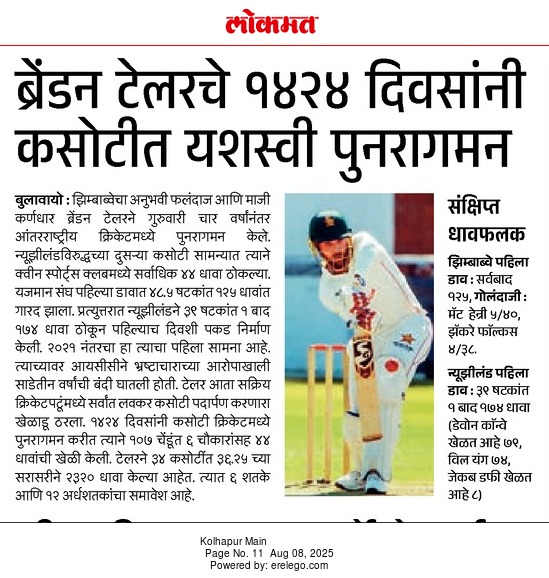 लोकमत
ब्रेंडन टेलरचे १४२४ दिवसांनी
कसोटीत यशस्वी पुनरागमन
बुलावायो : झिम्बाब्वेचा अनुभवी फलंदाज आणि माजी
कर्णधार ब्रेंडन टेलरने गुरुवारी चार वर्षांनंतर
आंतरराष्ट्रीय क्रिकेटमध्ये पुनरागमन केले.
न्यूझीलंडविरुद्धच्या दुसऱ्या कसोटी सामन्यात त्याने
क्वीन स्पोर्ट्स क्लबमध्ये सर्वाधिक ४४ धावा ठोकल्या.
यजमान संघ पहिल्या डावात ४८.५ षटकांत १२५ धावांत
गारद झाला. प्रत्युत्तरात न्यूझीलंडने ३९ षटकांत १ बाद
१७४ धावा ठोकून पहिल्याच दिवशी पकड निर्माण
केली. २०२१ नंतरचा हा त्याचा पहिला सामना आहे.
त्याच्यावर आयसीसीने भ्रष्टाचाराच्या आरोपाखाली
साडेतीन वर्षांची बंदी घातली होती. टेलर आता सक्रिय
क्रिकेटपटूंमध्ये सर्वांत लवकर कसोटी पदार्पण करणारा
खेळाडू ठरला. १४२४ दिवसांनी कसोटी क्रिकेटमध्ये
पुनरागमन करीत त्याने १०७ चेंडूंत ६ चौकारांसह ४४
धावांची खेळी केली. टेलरने ३४ कसोटींत ३६.२५ च्या
सरासरीने २३२० धावा केल्या आहेत. त्यात ६ शतके
आणि १२ अर्धशतकांचा समावेश आहे.
संक्षिप्त
धावफलक
झिम्बाब्वे पहिला
डाव : सर्वबाद
१२५, गोलंदाजी :
मॅट हेन्री ५/४०,
झॅकरे फॉल्कस
४/३८.
न्यूझीलंड पहिला
डाव : ३९ षटकांत
१ बाद १७४ धावा
(डेवोन कॉन्वे
खेळत आहे ७९,
विल यंग ७४,
जेकब डफी खेळत
आहे ८)
Kolhapur Main
Page No. 11 Aug 08, 2025
Powered by: erelego.com